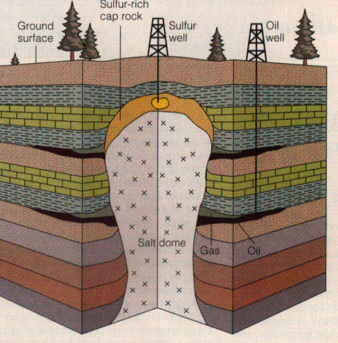 Sulfur-rich
cap rock
Ground
surface
Sulfur
well
Oil
well
Salt dome
Gas
Oil